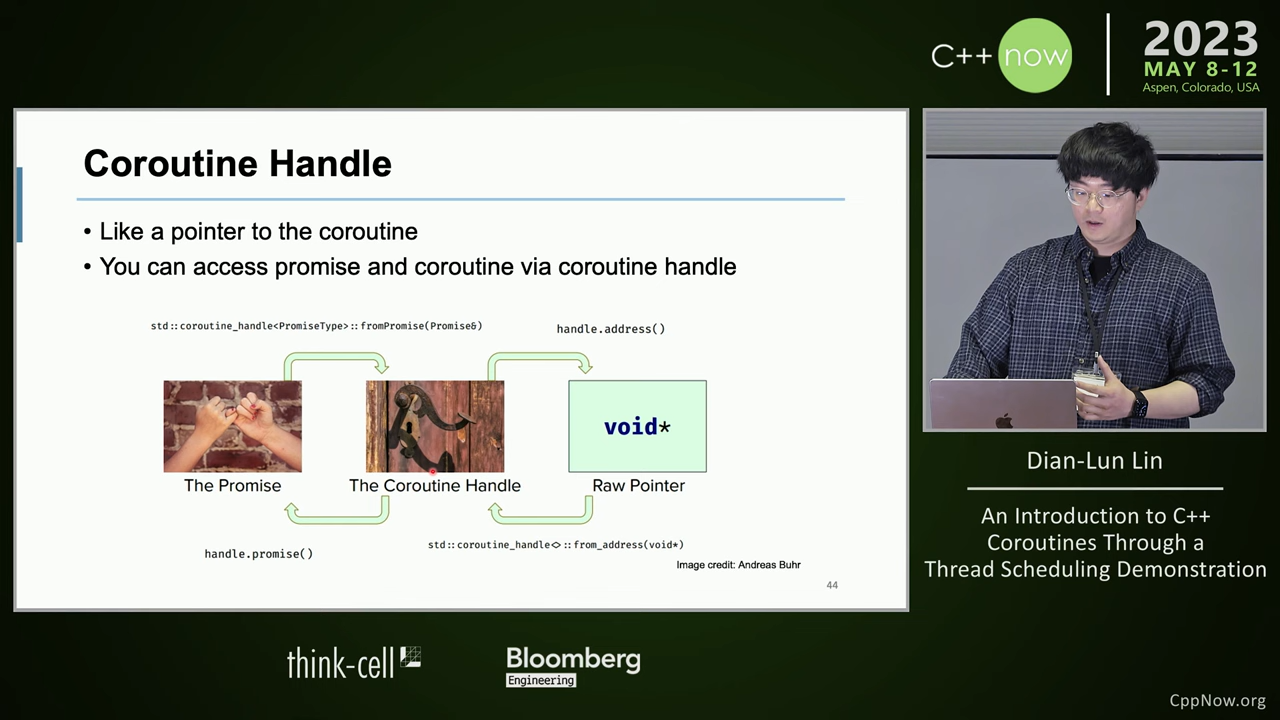 C++ now
2023
MAY 8-12
Aspen, Colorado, USA
Coroutine Handle
• Like a pointer to the coroutine
• You can access promise and coroutine via coroutine handle
std::coroutine_handle<PromiseType>::fromPromise(Promise&)
handle.address()
void*
The Promise
The Coroutine Handle
Raw Pointer
handle.promise()
std::coroutine_handle<>::from_address(void*)
Image credit: Andreas Buhr
44
Dian-Lun Lin
An Introduction to C++
Coroutines Through a
Thread Scheduling Demonstration
think-cell
Bloomberg
Engineering
CppNow.org